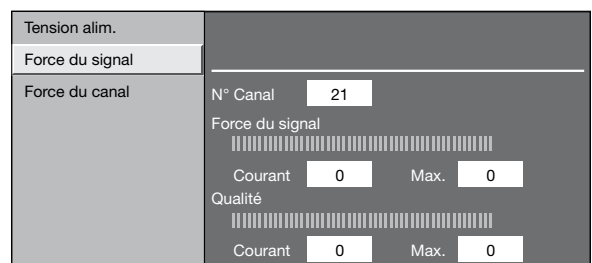 Tension alim.
Force du signal
Force du canal
N° Canal 21
Force du signal
Courant 0 Max. 0
Qualité
Courant 0 Max. 0